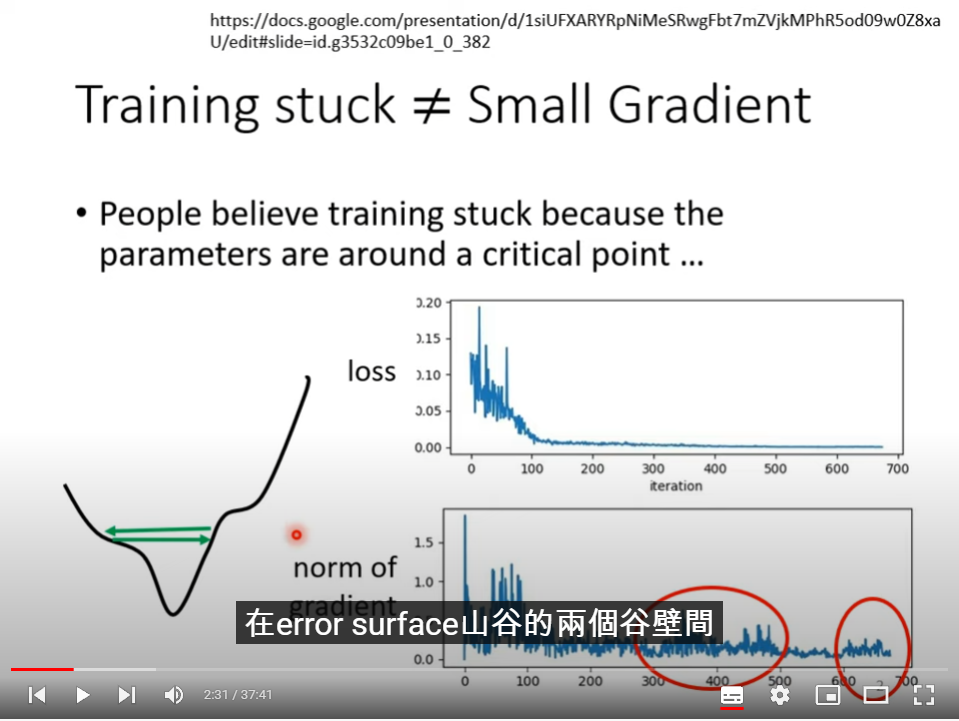 https://docs.google.com/presentation/d/1siUFXARYRpNiMeSRwgFbt7mZVjkMPhR5od09w0Z8xa
U/edit#slide=id.g3532c09be1_0_382
Training stuck ≠ Small Gradient
• People believe training stuck because the
parameters are around a critical point …
loss
0.20
0.15
0.10
0.05
0.00
0 100 200 300 400 500 600 700
iteration
norm of
gradient
1.5
1.0
0.0
0 100 200 300 400 500 600 700
在error surface山谷的兩個谷壁間
2:31 / 37:41
2